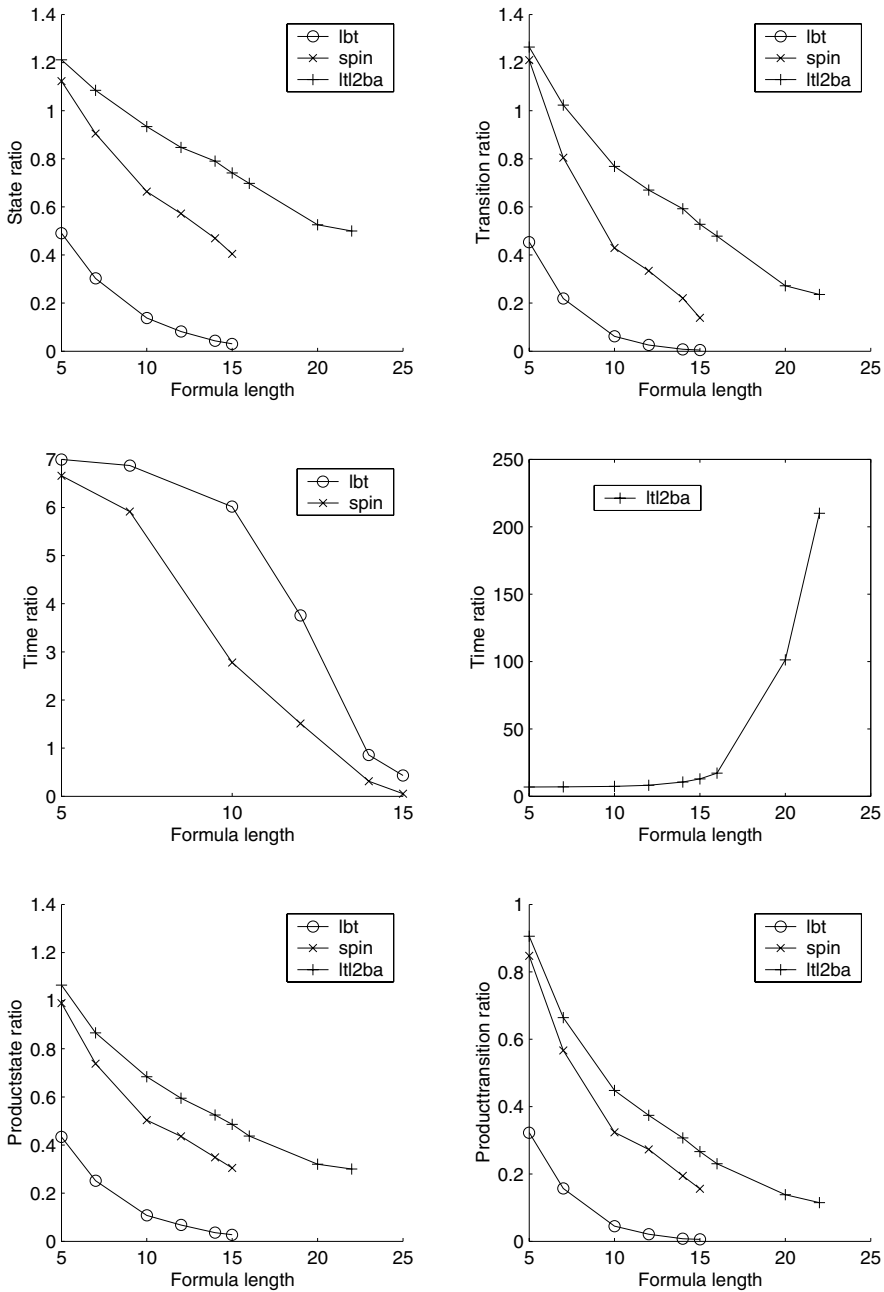 1.4
1.2
1
0.8
0.6
0.4
0.2
0
State ratio
5 10 15 20 25
Formula length
lbt
spin
ltl2ba
1.4
1.2
1
0.8
0.6
0.4
0.2
0
Transition ratio
5 10 15 20 25
Formula length
lbt
spin
ltl2ba
7
6
5
4
3
2
1
0
Time ratio
5 10 15
Formula length
lbt
spin
250
200
150
100
50
0
Time ratio
5 10 15 20 25
Formula length
ltl2ba
1.4
1.2
1
0.8
0.6
0.4
0.2
0
Productstate ratio
5 10 15 20 25
Formula length
lbt
spin
ltl2ba
1
0.8
0.6
0.4
0.2
0
Producttransition ratio
5 10 15 20 25
Formula length
lbt
spin
ltl2ba